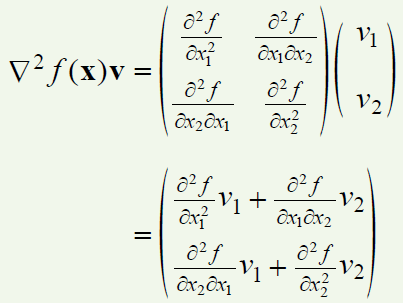 ∇²f(𝐱)𝐯 = ( ∂²f/∂x₁² ∂²f/∂x₁∂x₂ ; ∂²f/∂x₂∂x₁ ∂²f/∂x₂² ) ( v₁ ; v₂ )
= ( ∂²f/∂x₁² v₁ + ∂²f/∂x₁∂x₂ v₂ ; ∂²f/∂x₂∂x₁ v₁ + ∂²f/∂x₂² v₂ )